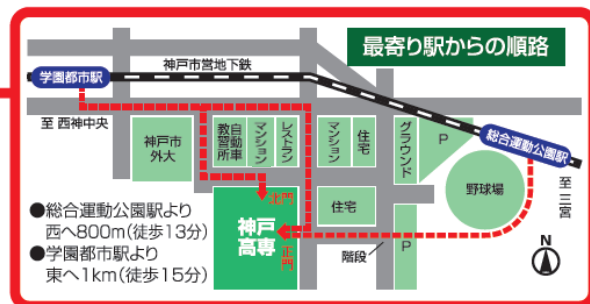 最寄り駅からの順路
神戸市営地下鉄
学園都市駅
至 西神中央
神戸市
外大
自動車
教習所
マンション
レストラン
マンション
住宅
グラウンド
P
総合運動公園駅
至 三宮
野球場
北門
神戸
高専
正門
住宅
階段
P
N
●総合運動公園駅より
西へ800m(徒歩13分)
●学園都市駅より
東へ1km(徒歩15分)